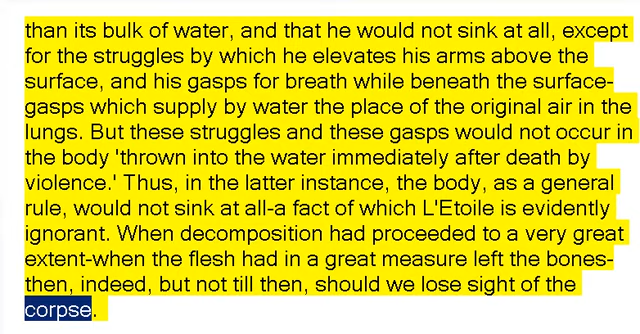 than its bulk of water, and that he would not sink at all, except
for the struggles by which he elevates his arms above the
surface, and his gasps for breath while beneath the surface-
gasps which supply by water the place of the original air in the
lungs. But these struggles and these gasps would not occur in
the body 'thrown into the water immediately after death by
violence.' Thus, in the latter instance, the body, as a general
rule, would not sink at all-a fact of which L'Etoile is evidently
ignorant. When decomposition had proceeded to a very great
extent-when the flesh had in a great measure left the bones-
then, indeed, but not till then, should we lose sight of the
corpse.